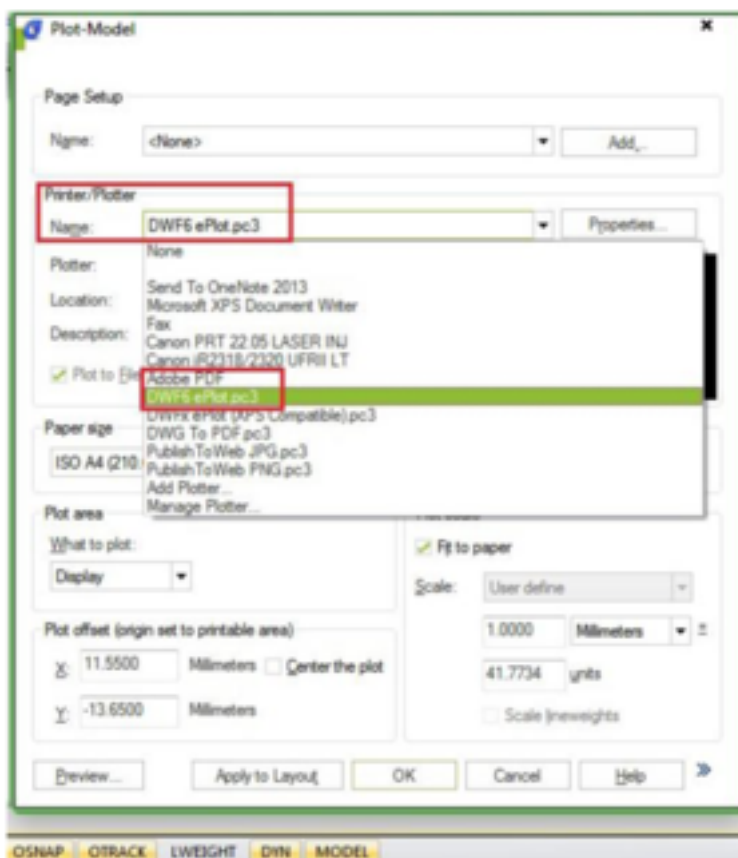 Plot-Model
Page Setup
Name: <None> Add...
Printer/Plotter
Name: DWF6 ePlot.pc3 Properties...
None
Plotter:
Send To OneNote 2013
Location: Microsoft XPS Document Writer
Fax
Description: Canon PRT 22.05 LASER INJ
Canon iR2318/2320 UFRII LT
Plot to File Adobe PDF
DWF6 ePlot.pc3
DWFx ePlot (XPS Compatible).pc3
Paper size DWG To PDF.pc3
PublishToWeb JPG.pc3
ISO A4 (210. PublishToWeb PNG.pc3
Add Plotter...
Plot area Manage Plotter...
What to plot: Fit to paper
Display Scale: User define
Plot offset (origin set to printable area) 1.0000 Millimeters =
X: 11.5500 Millimeters Center the plot 41.7734 units
Y: -13.6500 Millimeters Scale lineweights
Preview... Apply to Layout OK Cancel Help
OSNAP OTRACK LWEIGHT DYN MODEL